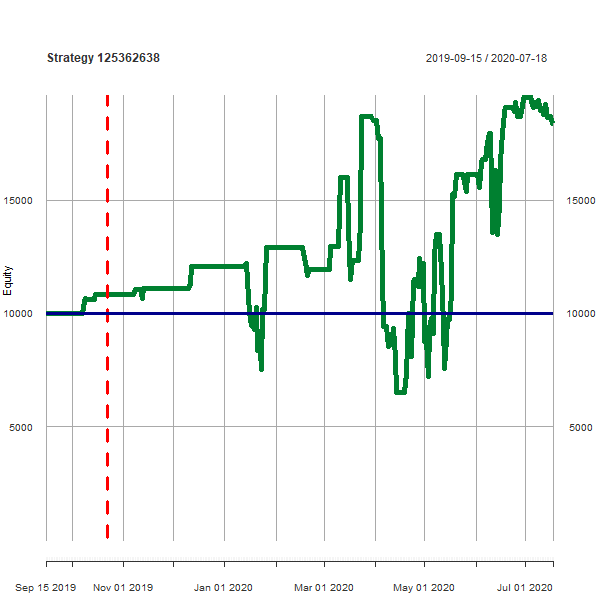 Strategy 125362638
2019-09-15 / 2020-07-18
15000
15000
Equity
10000
10000
5000
5000
Sep 15 2019
Nov 01 2019
Jan 01 2020
Mar 01 2020
May 01 2020
Jul 01 2020